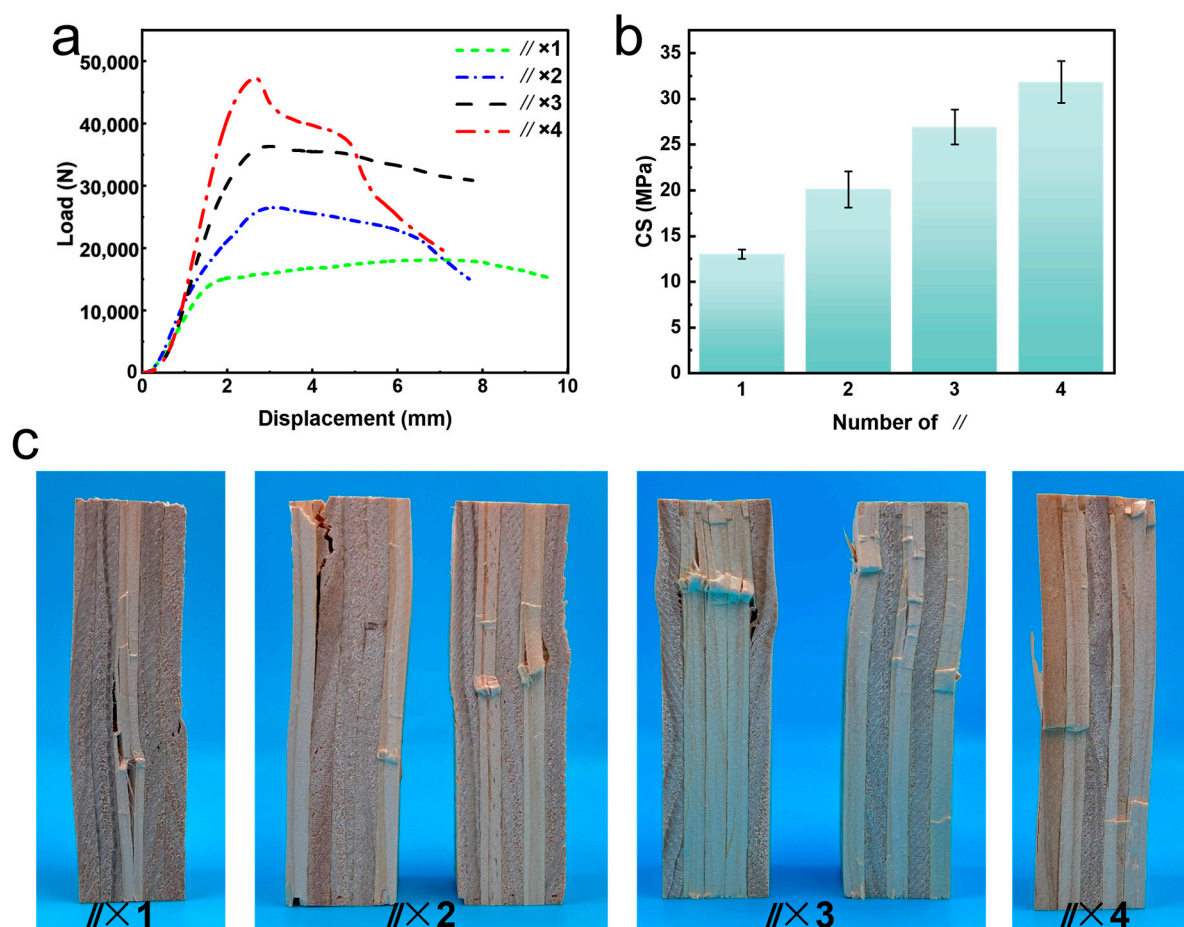 a
50,000
40,000
30,000
20,000
10,000
0
0 2 4 6 8 10
Load (N)
Displacement (mm)
// ×1
// ×2
// ×3
// ×4
b
35
30
25
20
15
10
5
0
1 2 3 4
CS (MPa)
Number of //
c
//×1
//×2
//×3
//×4